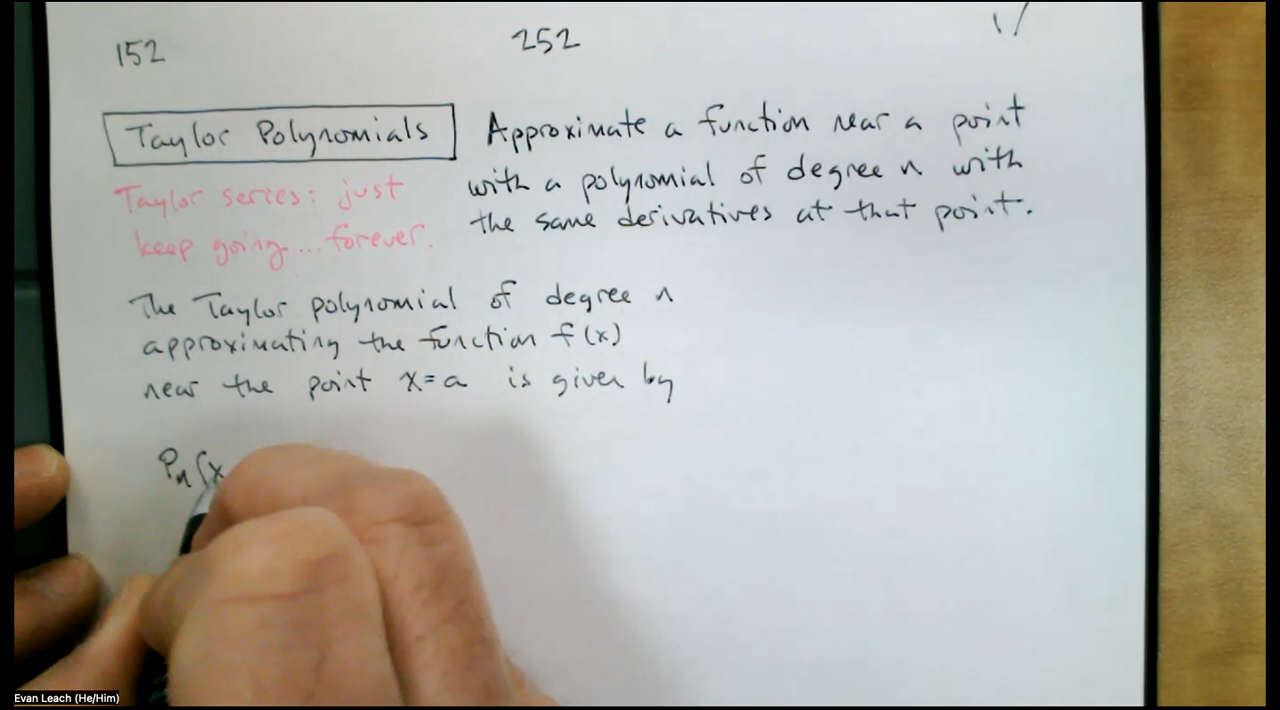 152
252
17
Taylor Polynomials
Approximate a function near a point
with a polynomial of degree n with
the same derivatives at that point.
Taylor series: just
keep going...forever.
The Taylor polynomial of degree n
approximating the function f(x)
near the point x=a is given by
Pn(x
Evan Leach (He/Him)